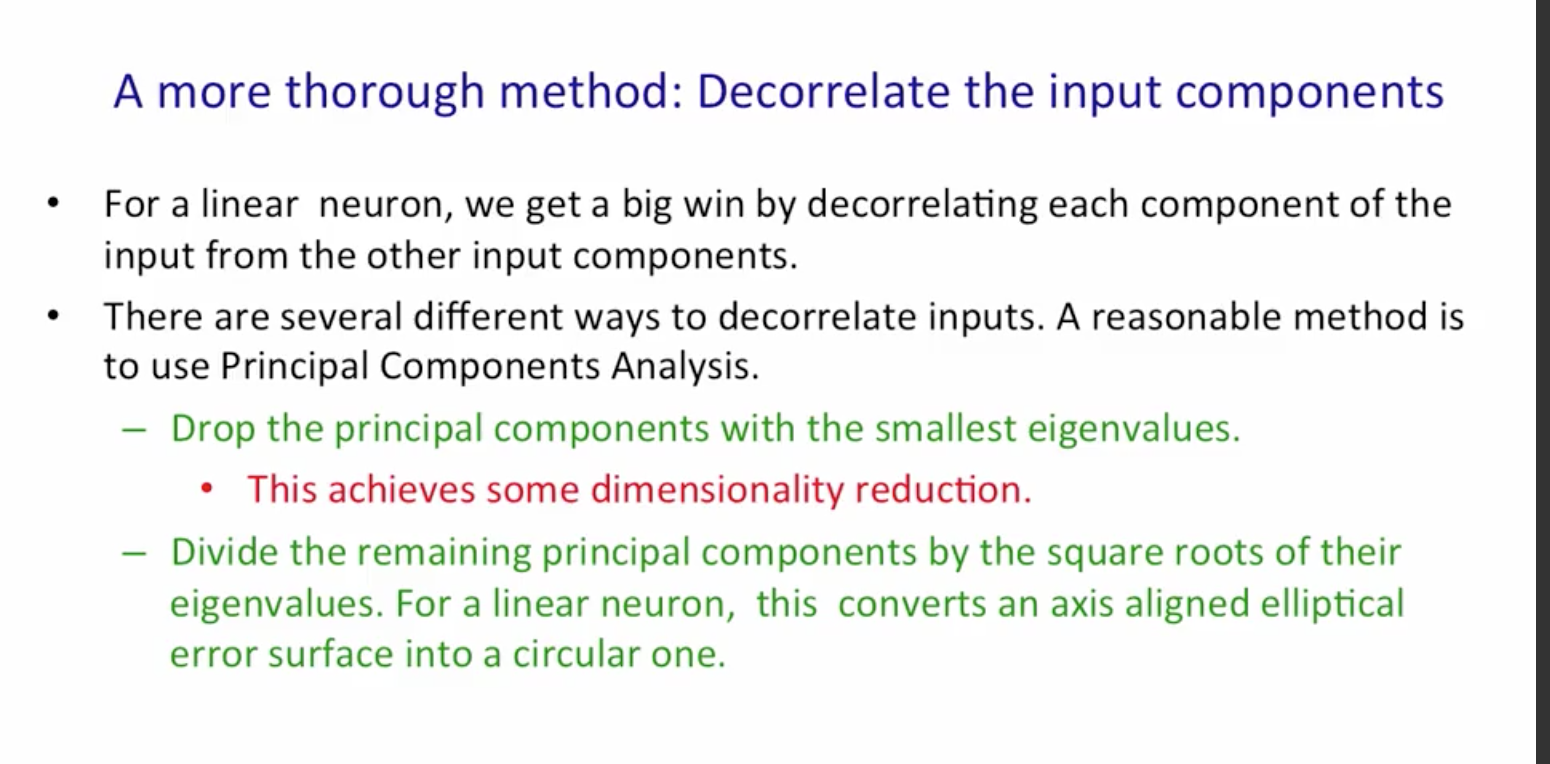 A more thorough method: Decorrelate the input components
• For a linear neuron, we get a big win by decorrelating each component of the
input from the other input components.
• There are several different ways to decorrelate inputs. A reasonable method is
to use Principal Components Analysis.
– Drop the principal components with the smallest eigenvalues.
• This achieves some dimensionality reduction.
– Divide the remaining principal components by the square roots of their
eigenvalues. For a linear neuron, this converts an axis aligned elliptical
error surface into a circular one.